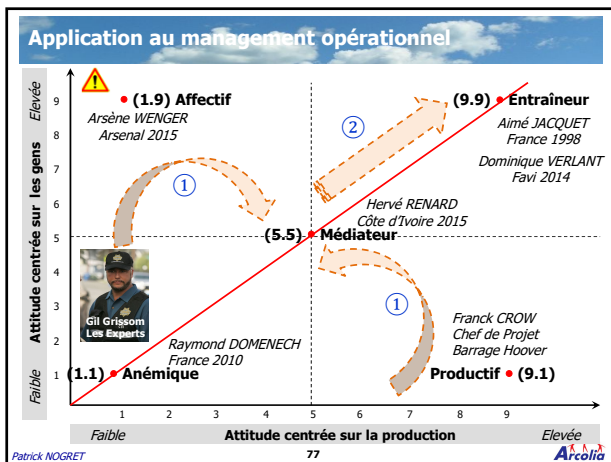 Application au management opérationnel
Attitude centrée sur les gens
Elevée
Faible
9
8
7
6
5
4
3
2
1
(1.9) Affectif
Arsène WENGER
Arsenal 2015
(9.9) Entraîneur
Aimé JACQUET
France 1998
Dominique VERLANT
Favi 2014
②
①
Hervé RENARD
Côte d'Ivoire 2015
(5.5) Médiateur
①
Gil Grissom
Les Experts
Franck CROW
Chef de Projet
Barrage Hoover
Raymond DOMENECH
France 2010
(1.1) Anémique
Productif (9.1)
1 2 3 4 5 6 7 8 9
Faible Attitude centrée sur la production Elevée
Patrick NOGRET 77 Arcolia